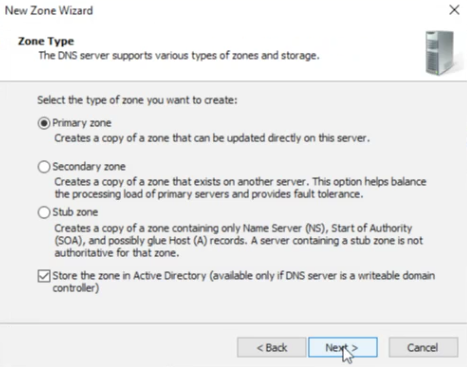 New Zone Wizard
Zone Type
The DNS server supports various types of zones and storage.
Select the type of zone you want to create:
Primary zone
Creates a copy of a zone that can be updated directly on this server.
Secondary zone
Creates a copy of a zone that exists on another server. This option helps balance
the processing load of primary servers and provides fault tolerance.
Stub zone
Creates a copy of a zone containing only Name Server (NS), Start of Authority
(SOA), and possibly glue Host (A) records. A server containing a stub zone is not
authoritative for that zone.
Store the zone in Active Directory (available only if DNS server is a writeable domain
controller)
< Back Next > Cancel